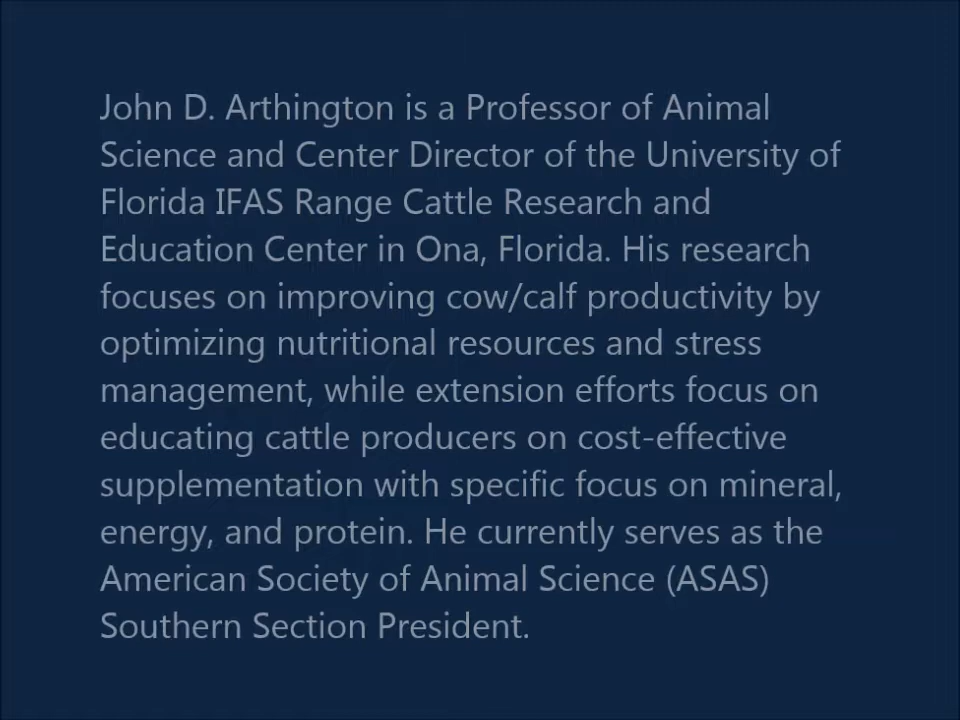 John D. Arthington is a Professor of Animal
Science and Center Director of the University of
Florida IFAS Range Cattle Research and
Education Center in Ona, Florida. His research
focuses on improving cow/calf productivity by
optimizing nutritional resources and stress
management, while extension efforts focus on
educating cattle producers on cost-effective
supplementation with specific focus on mineral,
energy, and protein. He currently serves as the
American Society of Animal Science (ASAS)
Southern Section President.